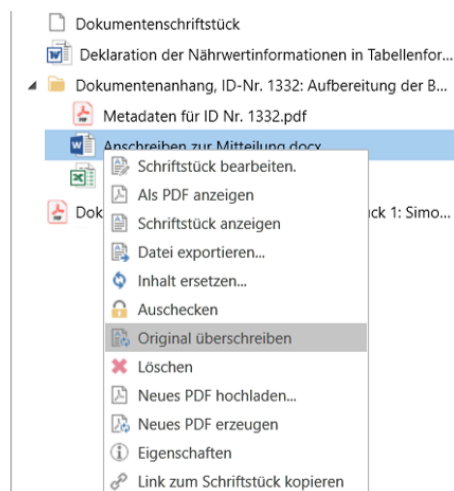 Dokumentenschriftstück
Deklaration der Nährwertinformationen in Tabellenfor...
Dokumentenanhang, ID-Nr. 1332: Aufbereitung der B...
Metadaten für ID Nr. 1332.pdf
Anschreiben zur Mitteilung.docx
Schriftstück bearbeiten.
Als PDF anzeigen
Dok ück 1: Simo...
Schriftstück anzeigen
Datei exportieren...
Inhalt ersetzen...
Auschecken
Original überschreiben
Löschen
Neues PDF hochladen...
Neues PDF erzeugen
Eigenschaften
Link zum Schriftstück kopieren